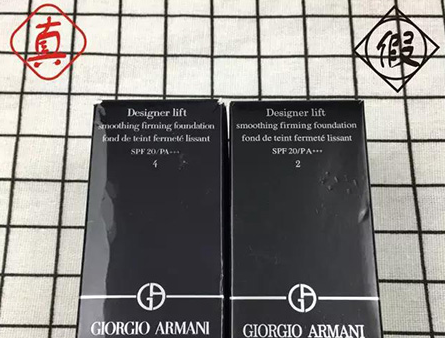 真
假
Designer lift
smoothing firming foundation
fond de teint fermeté lissant
SPF 20/PA+++
4
GIORGIO ARMANI
Designer lift
smoothing firming foundation
fond de teint fermeté lissant
SPF 20/PA+++
2
GIORGIO ARMANI